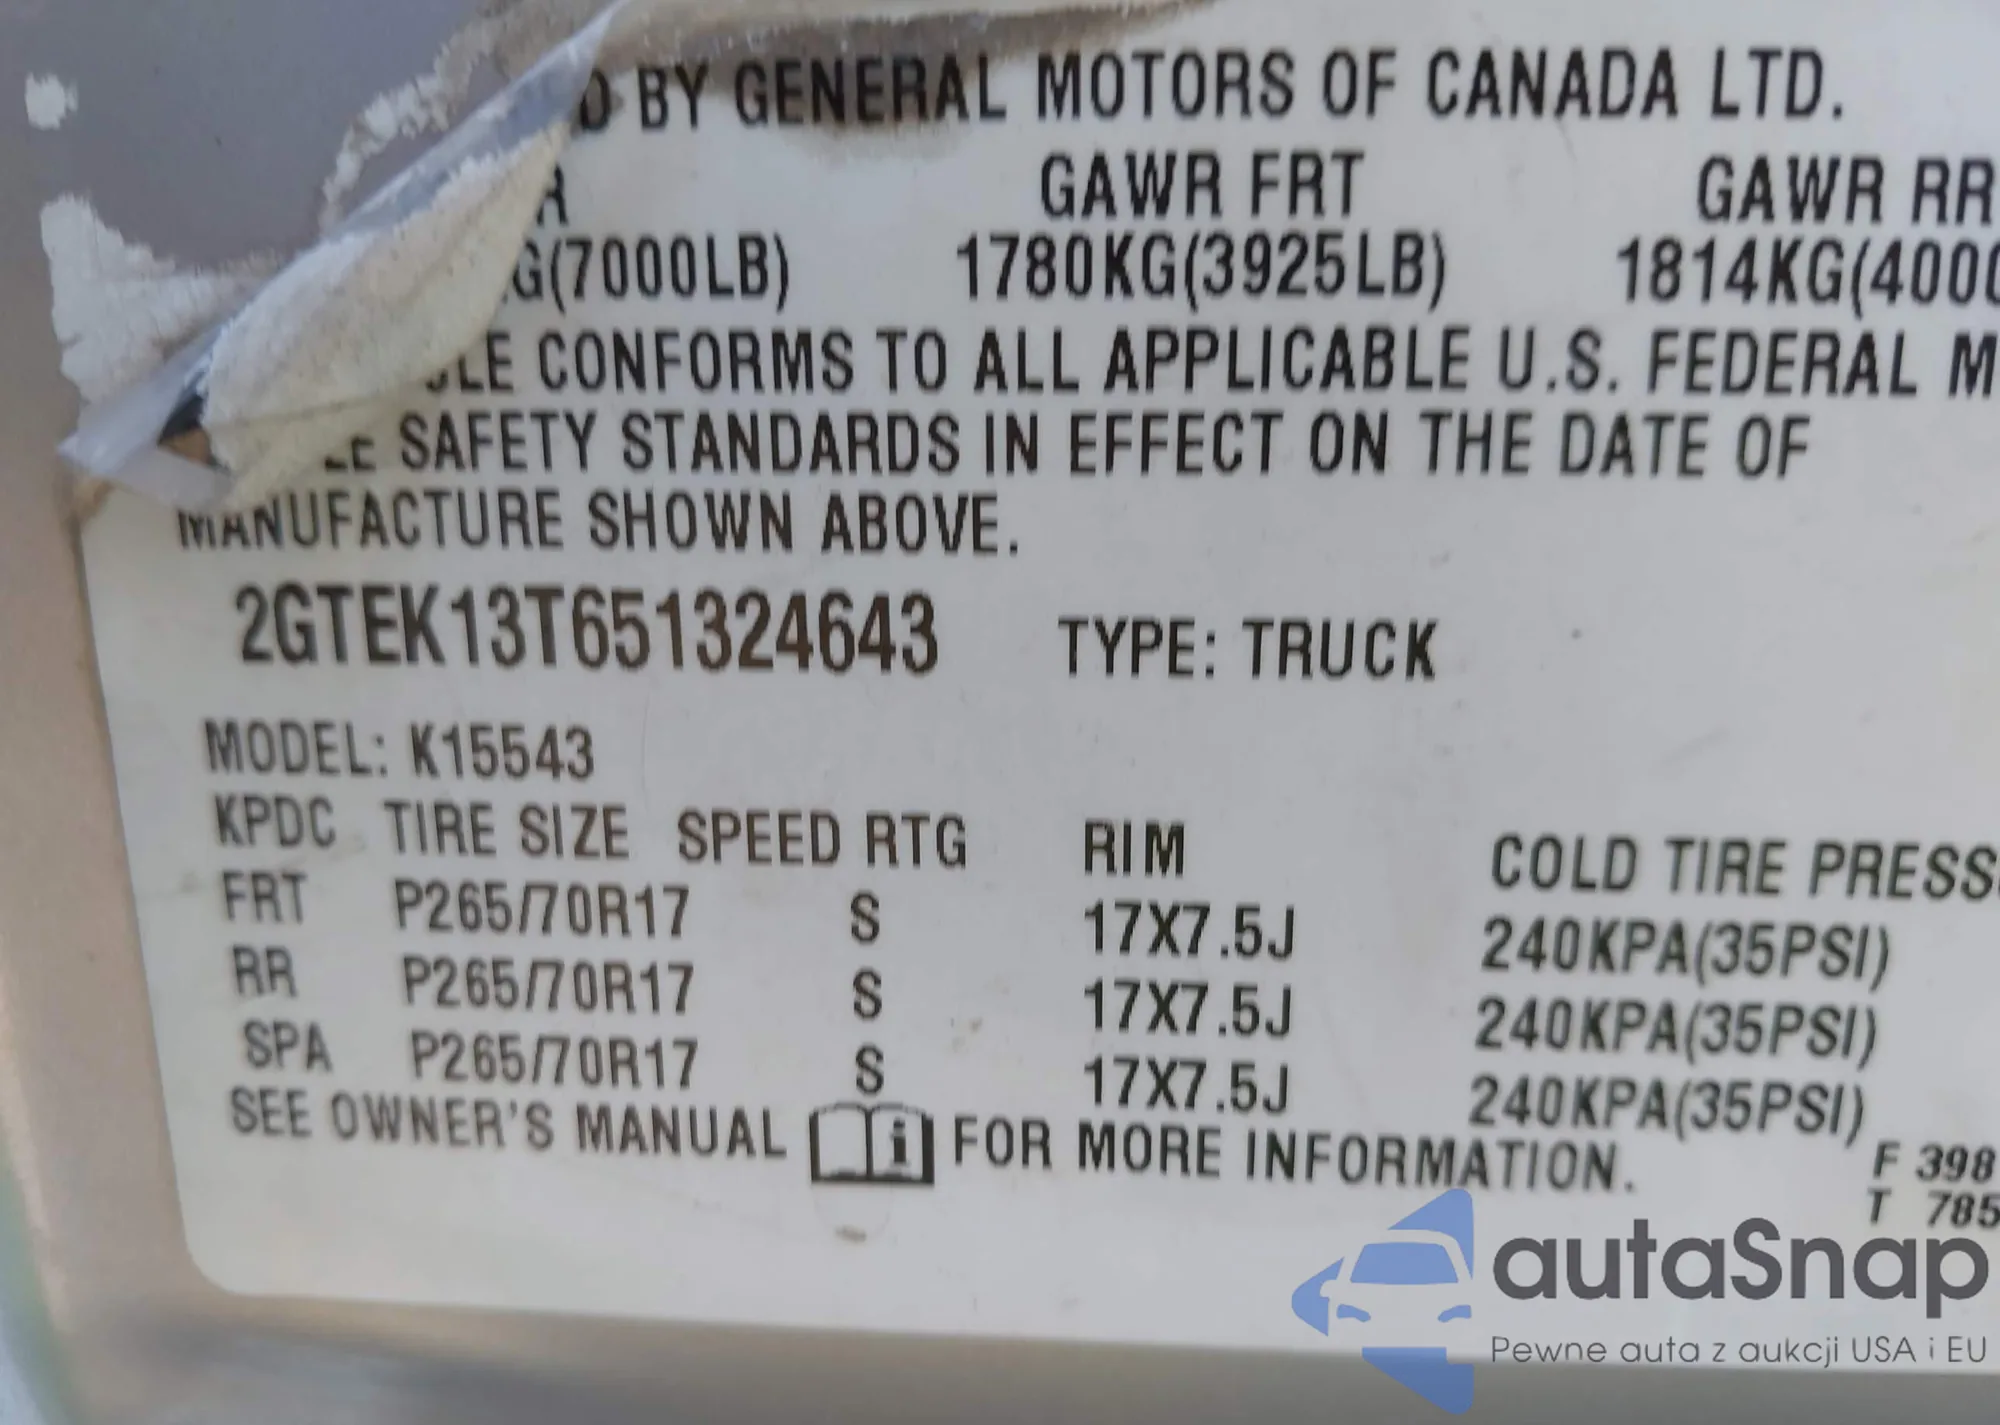 D BY GENERAL MOTORS OF CANADA LTD.
R GAWR FRT GAWR RR
G(7000LB) 1780KG(3925LB) 1814KG(4000
LE CONFORMS TO ALL APPLICABLE U.S. FEDERAL M
LE SAFETY STANDARDS IN EFFECT ON THE DATE OF
MANUFACTURE SHOWN ABOVE.
2GTEK13T651324643 TYPE: TRUCK
MODEL: K15543
KPDC TIRE SIZE SPEED RTG RIM COLD TIRE PRESS
FRT P265/70R17 S 17X7.5J 240KPA(35PSI)
RR P265/70R17 S 17X7.5J 240KPA(35PSI)
SPA P265/70R17 S 17X7.5J 240KPA(35PSI)
SEE OWNER'S MANUAL i FOR MORE INFORMATION.
F 398
T 785
autaSnap
Pewne auta z aukcji USA i EU